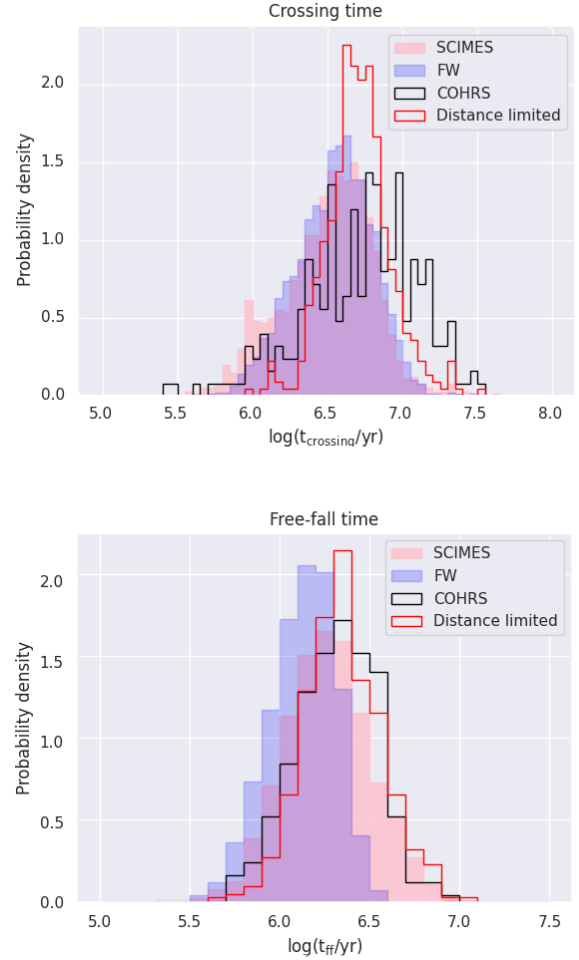 Crossing time
SCIMES
FW
COHRS
Distance limited
Probability density
2.0
1.5
1.0
0.5
0.0
5.0 5.5 6.0 6.5 7.0 7.5 8.0
log(t_crossing/yr)
Free-fall time
SCIMES
FW
COHRS
Distance limited
Probability density
2.0
1.5
1.0
0.5
0.0
5.0 5.5 6.0 6.5 7.0 7.5
log(t_ff/yr)